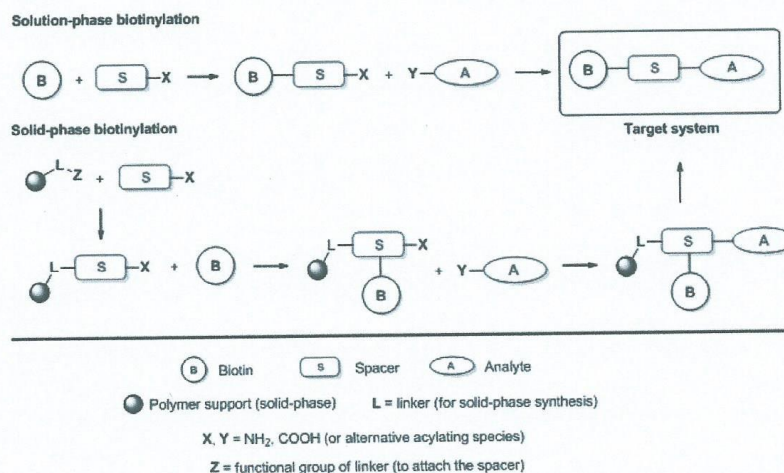 Solution-phase biotinylation
B + S X B S X + Y A B S A
Solid-phase biotinylation
Target system
L Z + S X
L S X + B L S X B + Y A L S A B
B Biotin S Spacer A Analyte
Polymer support (solid-phase) L = linker (for solid-phase synthesis)
X, Y = NH₂, COOH (or alternative acylating species)
Z = functional group of linker (to attach the spacer)